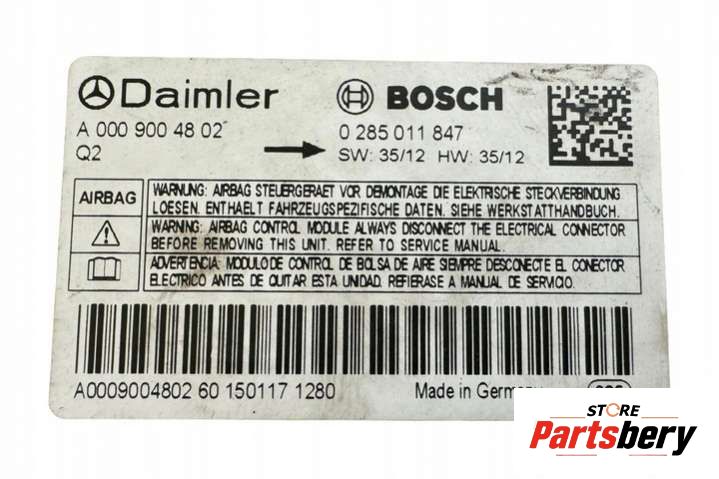 Daimler BOSCH
A 000 900 48 02 0 285 011 847
Q2 SW: 35/12 HW: 35/12
AIRBAG
WARNUNG: AIRBAG STEUERGERAET VOR DEMONTAGE DIE ELEKTRISCHE STECKVERBINDUNG
LOESEN. ENTHAELT FAHRZEUGSPEZIFISCHE DATEN. SIEHE WERKSTATTHANDBUCH.
WARNING: AIRBAG CONTROL MODULE ALWAYS DISCONNECT THE ELECTRICAL CONNECTOR
BEFORE REMOVING THIS UNIT. REFER TO SERVICE MANUAL.
ADVERTENCIA: MODULO DE CONTROL DE BOLSA DE AIRE SIEMPRE DESCONECTE EL CONECTOR
ELECTRICO ANTES DE QUITAR ESTA UNIDAD. REFIERASE A MANUAL DE SERVICIO.
A0009004802 60 150117 1280 Made in Germany
STORE
Partsbery